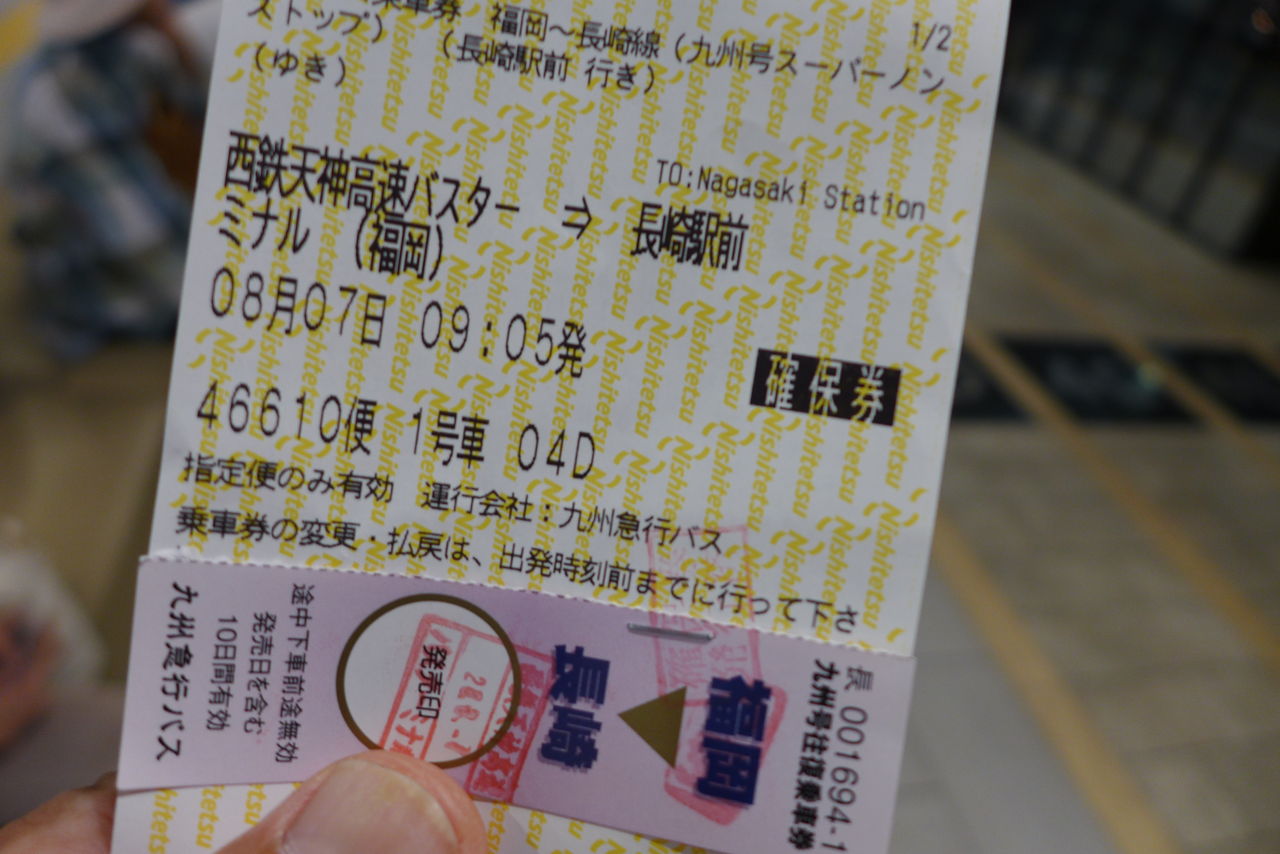 乗車券 福岡～長崎線（九州号スーパーノン
ストップ） （長崎駅前 行き）
（ゆき）
1/2
TO:Nagasaki Station
西鉄天神高速バスター ⇒ 長崎駅前
ミナル （福岡）
08月07日 09:05発
確保券
46610便 1号車 04D
指定便のみ有効 運行会社：九州急行バス
乗車券の変更・払戻は、出発時刻前までに行って下さ
長 001694-1
九州号往復乗車券
福岡
長崎
発売印
途中下車前途無効
発売日を含む
10日間有効
九州急行バス
Nishitetsu